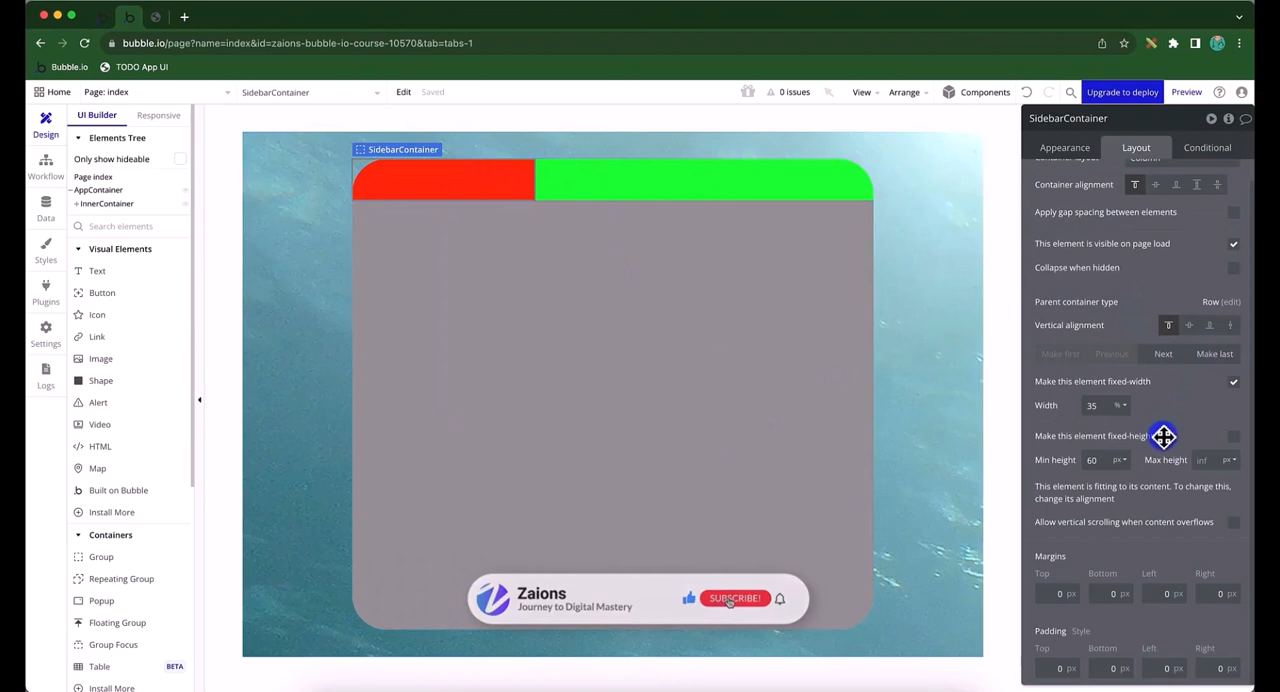 bubble.io/page?name=index&id=zaions-bubble-io-course-10570&tab=tabs-1
Bubble.io
TODO App UI
Home
Page: index
SidebarContainer
Edit
Saved
0 issues
View
Arrange
Components
Upgrade to deploy
Preview
Design
Workflow
Data
Styles
Plugins
Settings
Logs
UI Builder
Responsive
Elements Tree
Only show hideable
Page index
AppContainer
InnerContainer
Search elements
Visual Elements
Text
Button
Icon
Link
Image
Shape
Alert
Video
HTML
Map
Built on Bubble
Install More
Containers
Group
Repeating Group
Popup
Floating Group
Group Focus
Table
BETA
Install More
SidebarContainer
Zaions
Journey to Digital Mastery
SUBSCRIBE!
SidebarContainer
Appearance
Layout
Conditional
Container layout
Column
Container alignment
Apply gap spacing between elements
This element is visible on page load
Collapse when hidden
Parent container type
Row (edit)
Vertical alignment
Make first
Previous
Next
Make last
Make this element fixed-width
Width 35 %
Make this element fixed-heigh
Min height 60 px
Max height inf px
This element is fitting to its content. To change this,
change its alignment
Allow vertical scrolling when content overflows
Margins
Top Bottom Left Right
0 px 0 px 0 px 0 px
Padding Style
Top Bottom Left Right
0 px 0 px 0 px 0 px